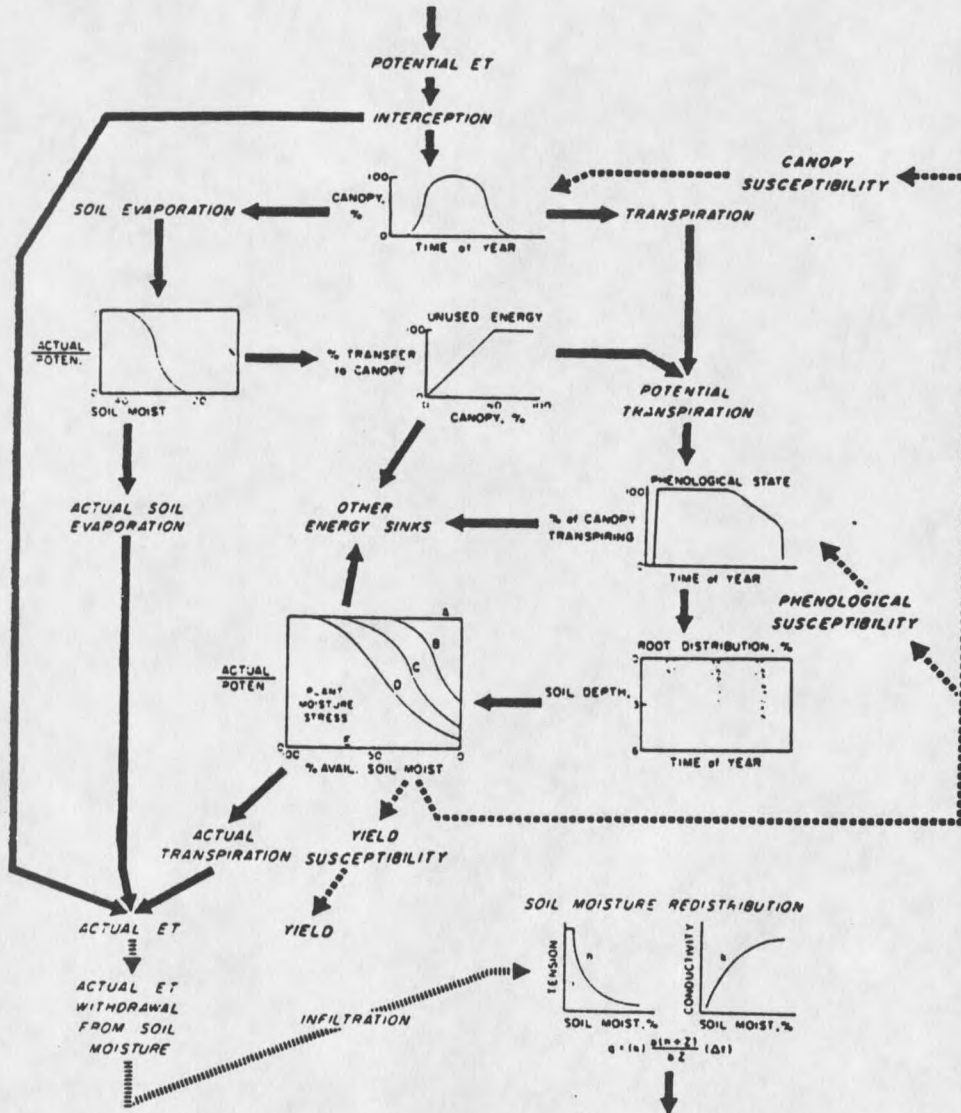 POTENTIAL ET
INTERCEPTION
CANOPY
SUSCEPTIBILITY
SOIL EVAPORATION
CANOPY,
%
100
0
TIME of YEAR
TRANSPIRATION
ACTUAL
POTEN.
SOIL MOIST
% TRANSFER
to CANOPY
UNUSED ENERGY
CANOPY, %
POTENTIAL
TRANSPIRATION
ACTUAL SOIL
EVAPORATION
OTHER
ENERGY SINKS
% of CANOPY
TRANSPIRING
PHENOLOGICAL STATE
100
TIME of YEAR
PHENOLOGICAL
SUSCEPTIBILITY
ACTUAL
POTEN
A
B
C
D
PLANT
MOISTURE
STRESS
% AVAIL. SOIL MOIST
SOIL DEPTH,
ROOT DISTRIBUTION, %
TIME of YEAR
ACTUAL
TRANSPIRATION
YIELD
SUSCEPTIBILITY
ACTUAL ET
YIELD
SOIL MOISTURE REDISTRIBUTION
TENSION
SOIL MOIST,%
CONDUCTIVITY
SOIL MOIST,%
ACTUAL ET
WITHDRAWAL
FROM SOIL
MOISTURE
INFILTRATION